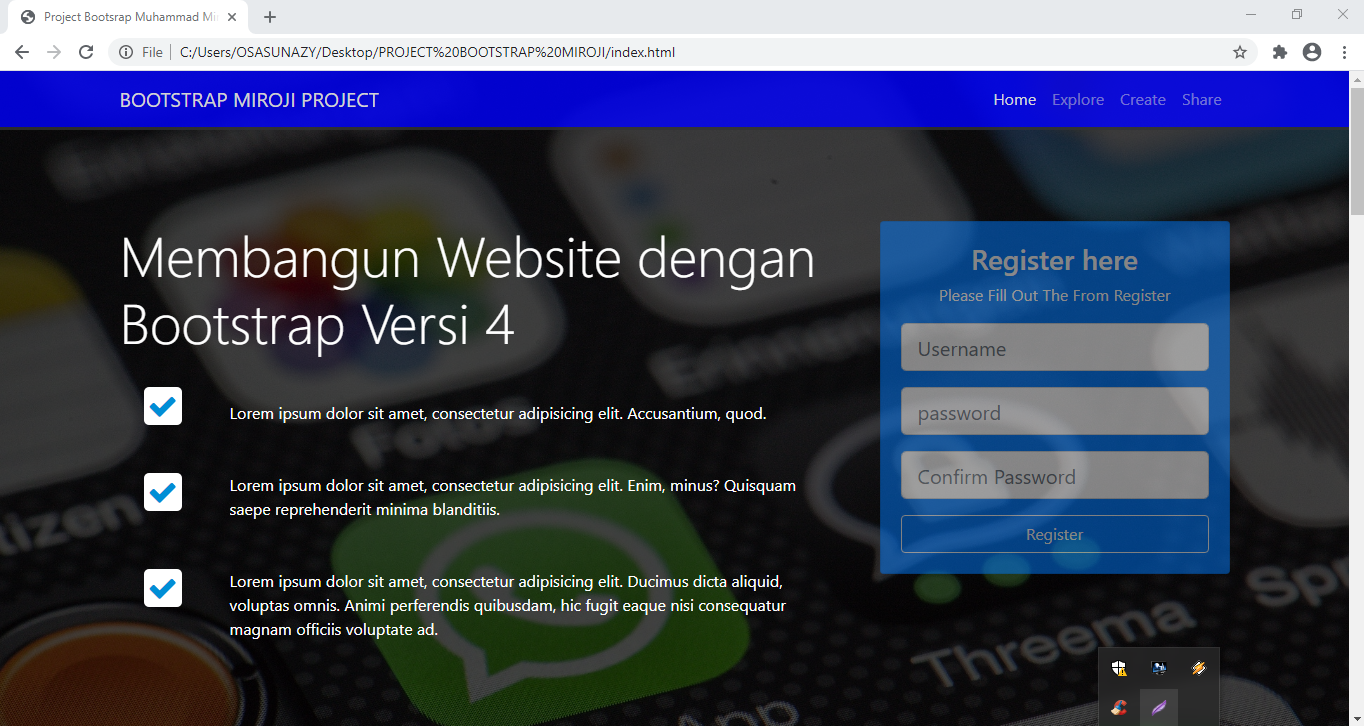 Project Bootsrap Muhammad Mi
File
C:/Users/OSASUNAZY/Desktop/PROJECT%20BOOTSTRAP%20MIROJI/index.html
BOOTSTRAP MIROJI PROJECT
Home Explore Create Share
Membangun Website dengan
Bootstrap Versi 4
Lorem ipsum dolor sit amet, consectetur adipisicing elit. Accusantium, quod.
Lorem ipsum dolor sit amet, consectetur adipisicing elit. Enim, minus? Quisquam
saepe reprehenderit minima blanditiis.
Lorem ipsum dolor sit amet, consectetur adipisicing elit. Ducimus dicta aliquid,
voluptas omnis. Animi perferendis quibusdam, hic fugit eaque nisi consequatur
magnam officiis voluptate ad.
Register here
Please Fill Out The From Register
Username
password
Confirm Password
Register
Fotos
Erinnerungen
Threema
App